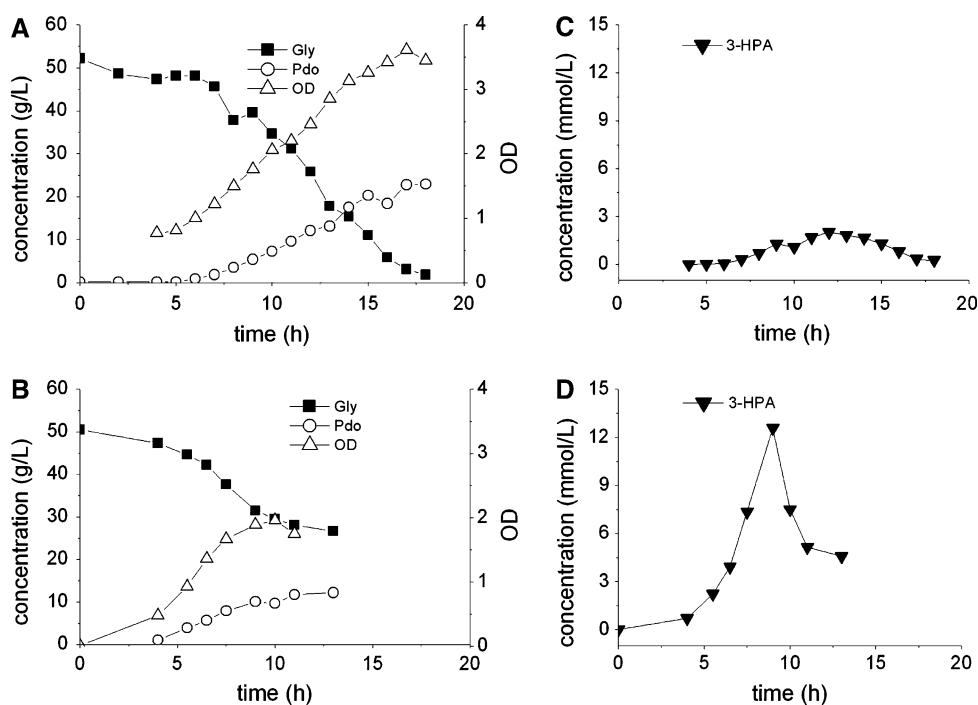 A
concentration (g/L)
60
50
40
30
20
10
0
Gly
Pdo
OD
4
3
2
1
0
OD
0 5 10 15 20
time (h)
C
concentration (mmol/L)
15
12
9
6
3
0
3-HPA
0 5 10 15 20
time (h)
B
concentration (g/L)
60
50
40
30
20
10
0
Gly
Pdo
OD
4
3
2
1
0
OD
0 5 10 15 20
time (h)
D
concentration (mmol/L)
15
12
9
6
3
0
3-HPA
0 5 10 15 20
time (h)